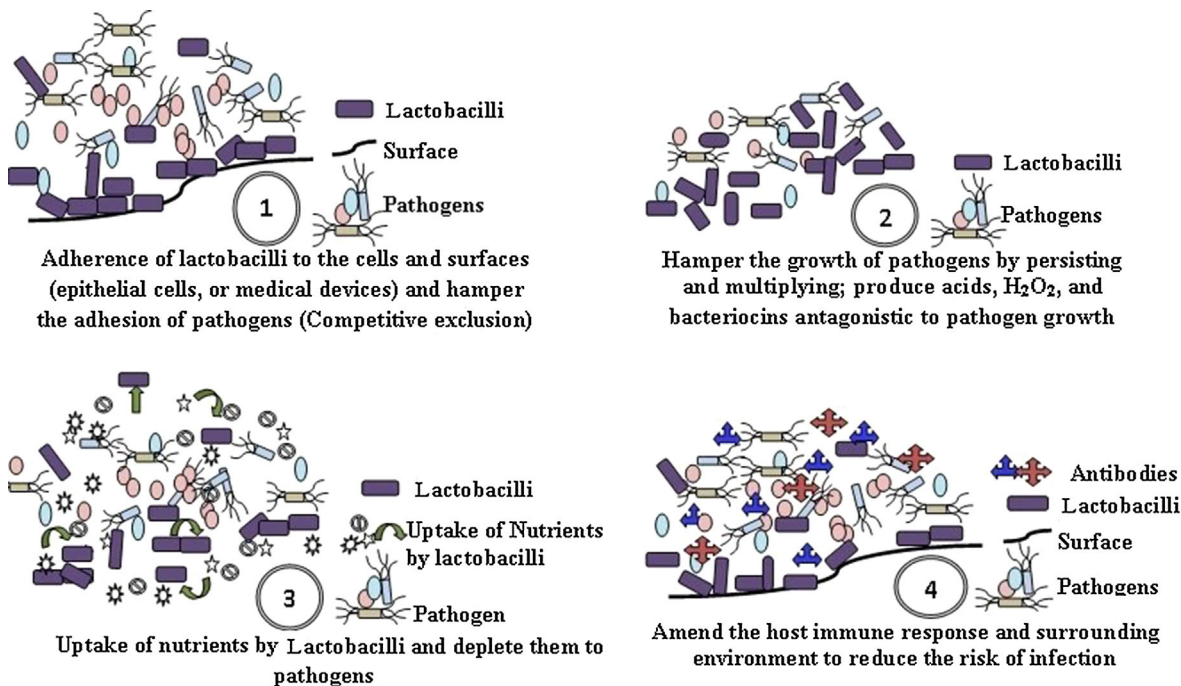 Lactobacilli
Surface
Pathogens
1
Adherence of lactobacilli to the cells and surfaces
(epithelial cells, or medical devices) and hamper
the adhesion of pathogens (Competitive exclusion)
Lactobacilli
Pathogens
2
Hamper the growth of pathogens by persisting
and multiplying; produce acids, H₂O₂, and
bacteriocins antagonistic to pathogen growth
Lactobacilli
Uptake of Nutrients
by lactobacilli
Pathogen
3
Uptake of nutrients by Lactobacilli and deplete them to
pathogens
Antibodies
Lactobacilli
Surface
Pathogens
4
Amend the host immune response and surrounding
environment to reduce the risk of infection